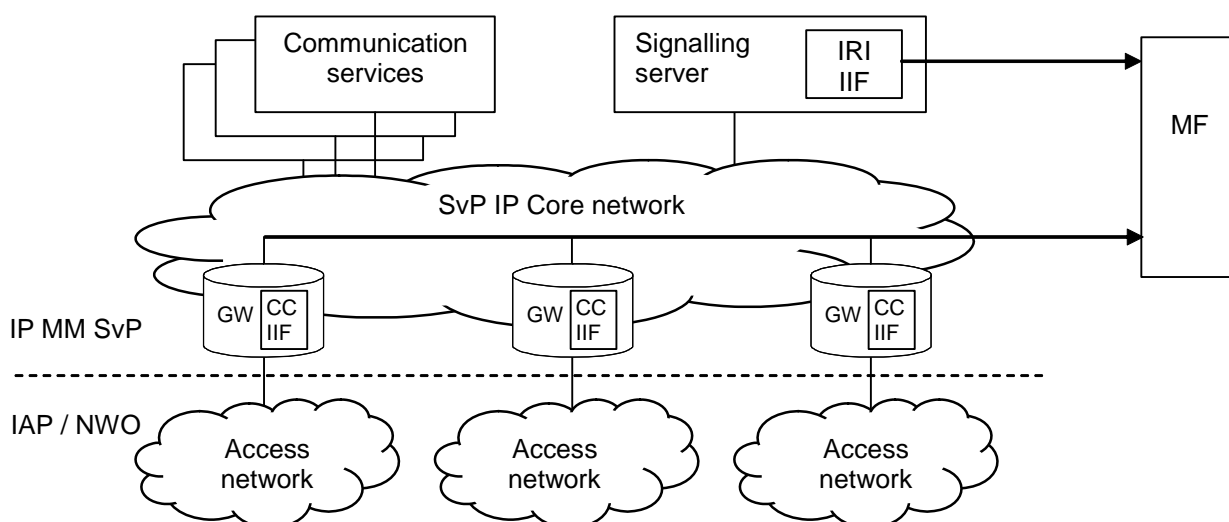 Communication
services
Signalling
server
IRI
IIF
MF
SvP IP Core network
GW
CC
IIF
GW
CC
IIF
GW
CC
IIF
IP MM SvP
IAP / NWO
Access
network
Access
network
Access
network